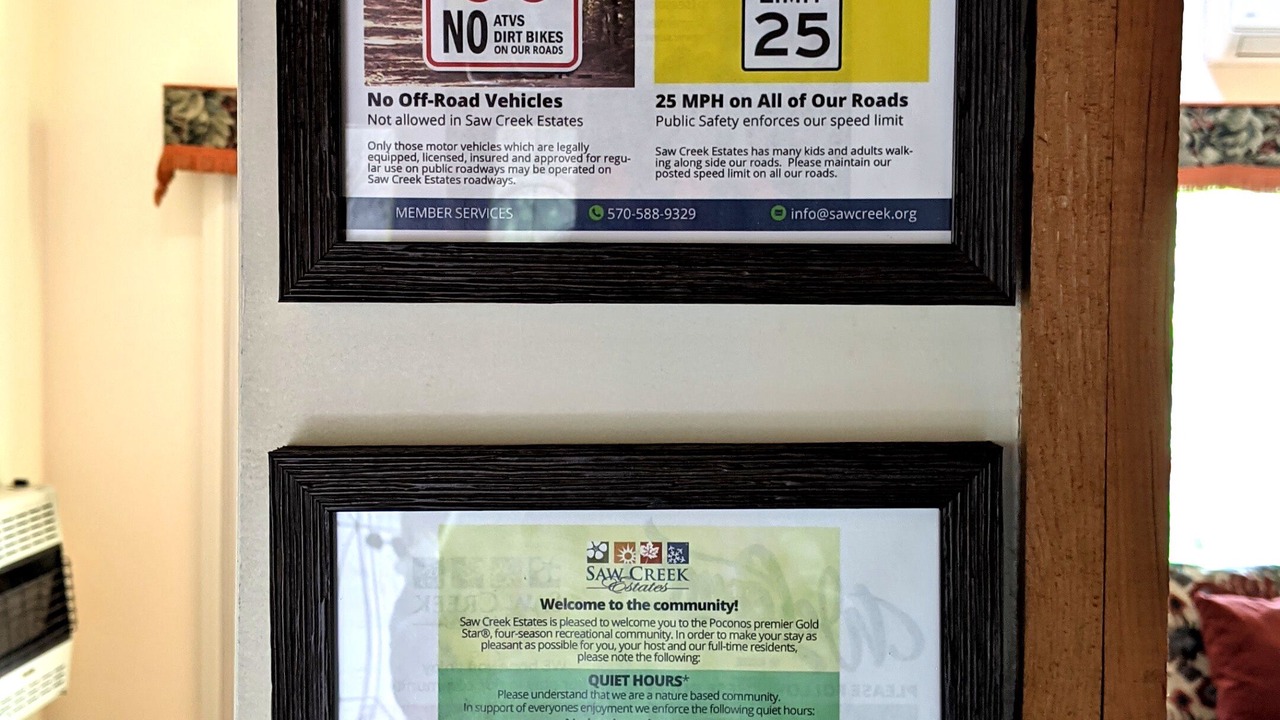 NO ATVS
DIRT BIKES
ON OUR ROADS
25
No Off-Road Vehicles
Not allowed in Saw Creek Estates
Only those motor vehicles which are legally
equipped, licensed, insured and approved for regu-
lar use on public roadways may be operated on
Saw Creek Estates roadways.
25 MPH on All of Our Roads
Public Safety enforces our speed limit
Saw Creek Estates has many kids and adults walk-
ing along side our roads. Please maintain our
posted speed limit on all our roads.
MEMBER SERVICES 570-588-9329 info@sawcreek.org
SAW CREEK
Estates
Welcome to the community!
Saw Creek Estates is pleased to welcome you to the Poconos premier Gold
Star®, four-season recreational community. In order to make your stay as
pleasant as possible for you, your host and our full-time residents,
please note the following:
QUIET HOURS*
Please understand that we are a nature based community.
In support of everyones enjoyment we enforce the following quiet hours: